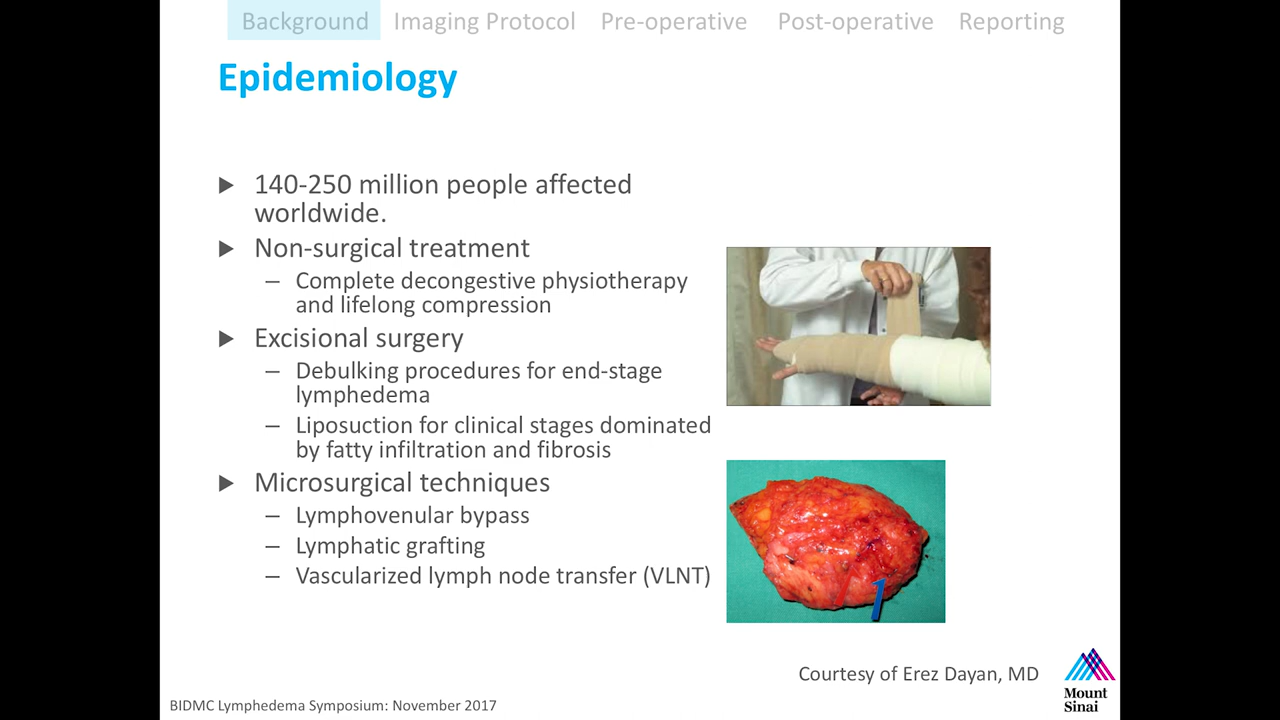 Background Imaging Protocol Pre-operative Post-operative Reporting
Epidemiology
140-250 million people affected
worldwide.
Non-surgical treatment
– Complete decongestive physiotherapy
and lifelong compression
Excisional surgery
– Debulking procedures for end-stage
lymphedema
– Liposuction for clinical stages dominated
by fatty infiltration and fibrosis
Microsurgical techniques
– Lymphovenular bypass
– Lymphatic grafting
– Vascularized lymph node transfer (VLNT)
Courtesy of Erez Dayan, MD
Mount
Sinai
BIDMC Lymphedema Symposium: November 2017